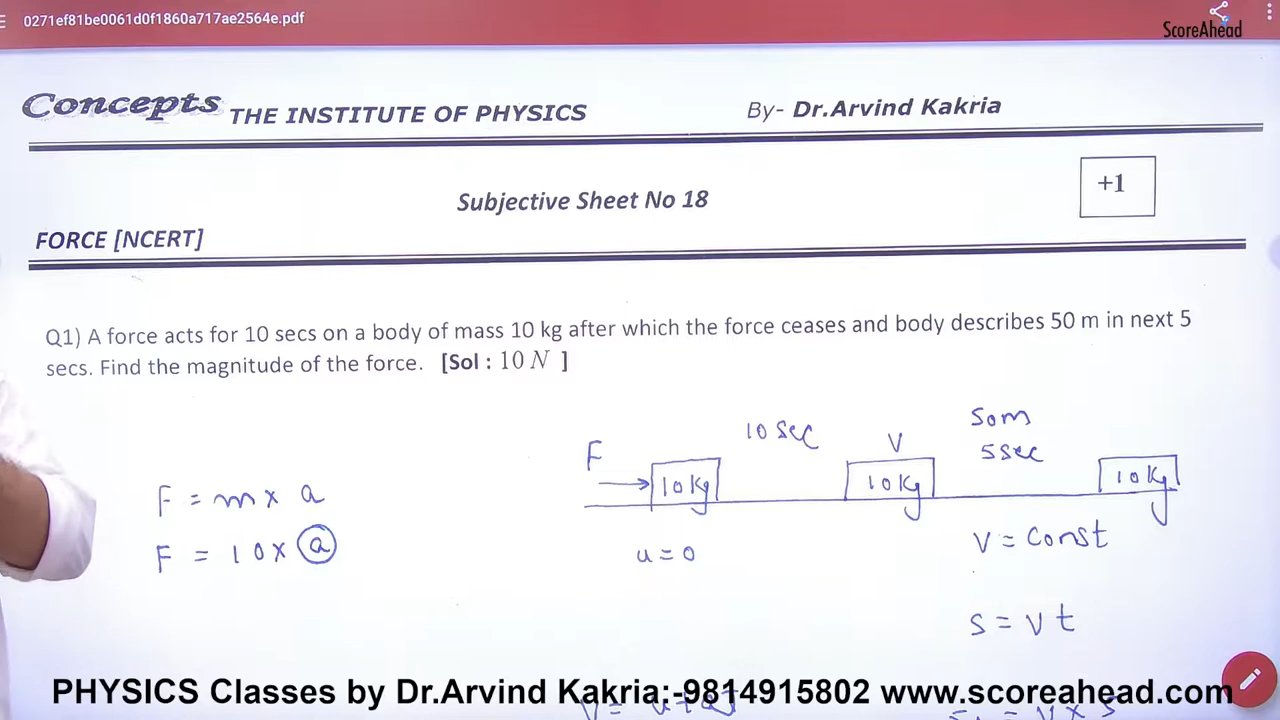 0271ef81be0061d0f1860a717ae2564e.pdf
ScoreAhead
Concepts THE INSTITUTE OF PHYSICS By- Dr.Arvind Kakria
Subjective Sheet No 18
+1
FORCE [NCERT]
Q1) A force acts for 10 secs on a body of mass 10 kg after which the force ceases and body describes 50 m in next 5
secs. Find the magnitude of the force. [Sol : 10 N ]
F
10 sec
V
50m
5sec
10kg
10kg
10kg
F = m x a
F = 10 x a
u = 0
V = Const
s = v t
PHYSICS Classes by Dr.Arvind Kakria:-9814915802 www.scoreahead.com